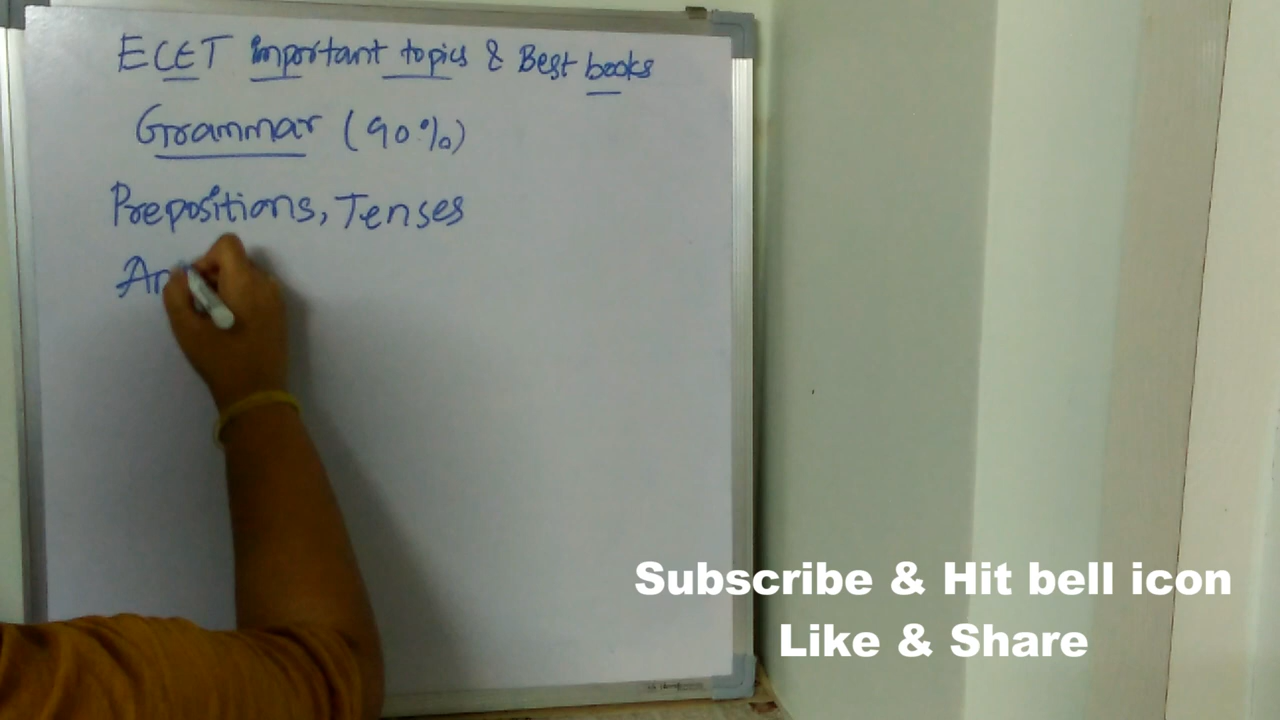 ECET important topics & Best books
Grammar (90%)
Prepositions, Tenses
Subscribe & Hit bell icon
Like & Share